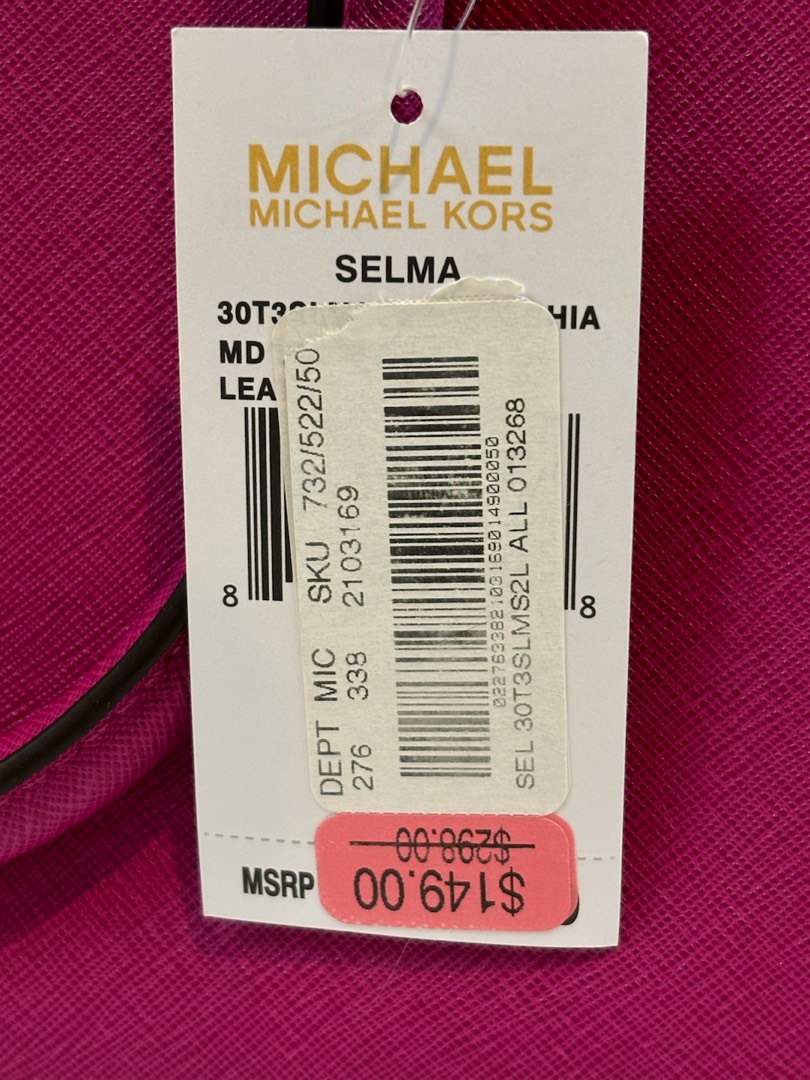 MICHAEL
MICHAEL KORS
SELMA
HIA
MD
LEA
8
8
DEPT MIC SKU 732/522/50
276 338 2103169
022763382103169014900050
SEL 30T3SLMS2L ALL 013268
MSRP
$298.00
$149.00